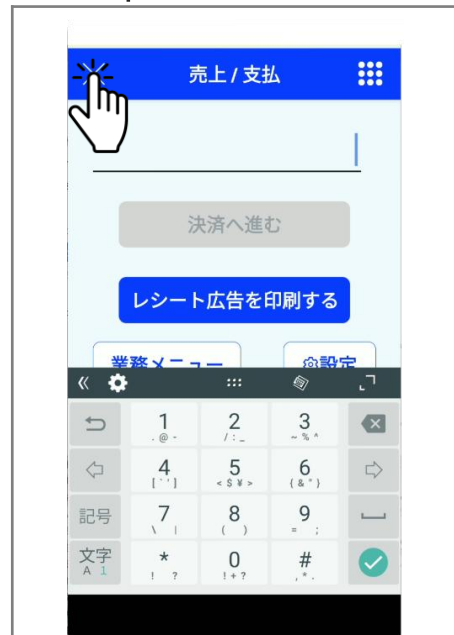 売上 / 支払
決済へ進む
レシート広告を印刷する
業務メニュー 設定
1 2 3
. @ - / : _ ~ % ^
4 5 6
[ ` ' ] < $ ¥ > ( & " )
記号 7 8 9
\ | ( ) = ;
文字 * 0 #
A 1 ! ? ! + ? , * .